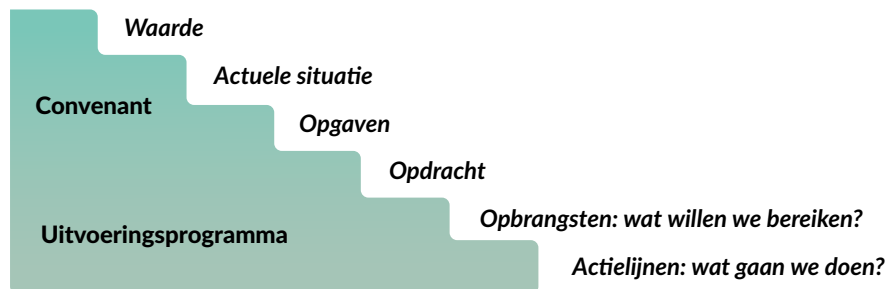 Waarde
Actuele situatie
Convenant
Opgaven
Opdracht
Opbrangsten: wat willen we bereiken?
Uitvoeringsprogramma
Actielijnen: wat gaan we doen?